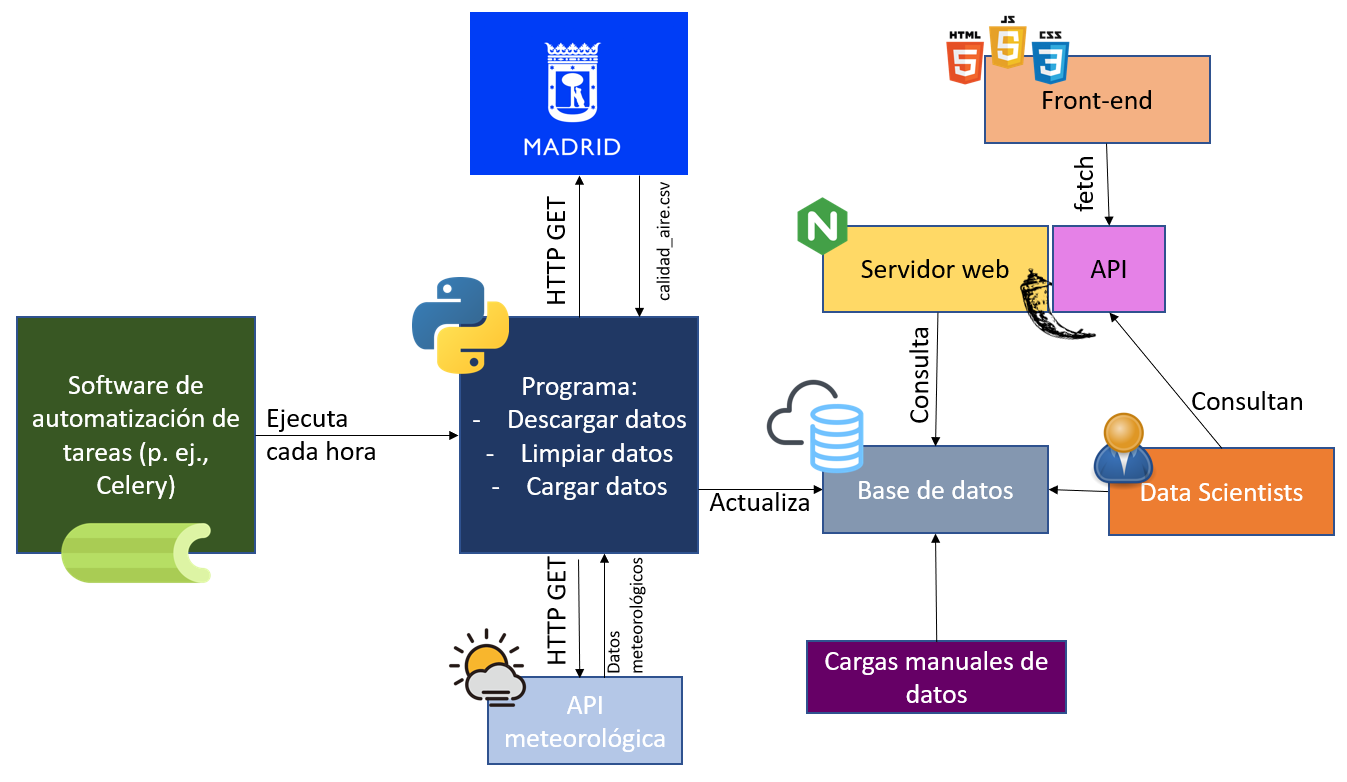 HTML
JS
CSS
Front-end
MADRID
HTTP GET
calidad_aire.csv
fetch
Servidor web
API
Software de
automatización de
tareas (p. ej.,
Celery)
Ejecuta
cada hora
Programa:
- Descargar datos
- Limpiar datos
- Cargar datos
Consulta
Consultan
Actualiza
Base de datos
Data Scientists
HTTP GET
Datos
meteorológicos
API
meteorológica
Cargas manuales de
datos